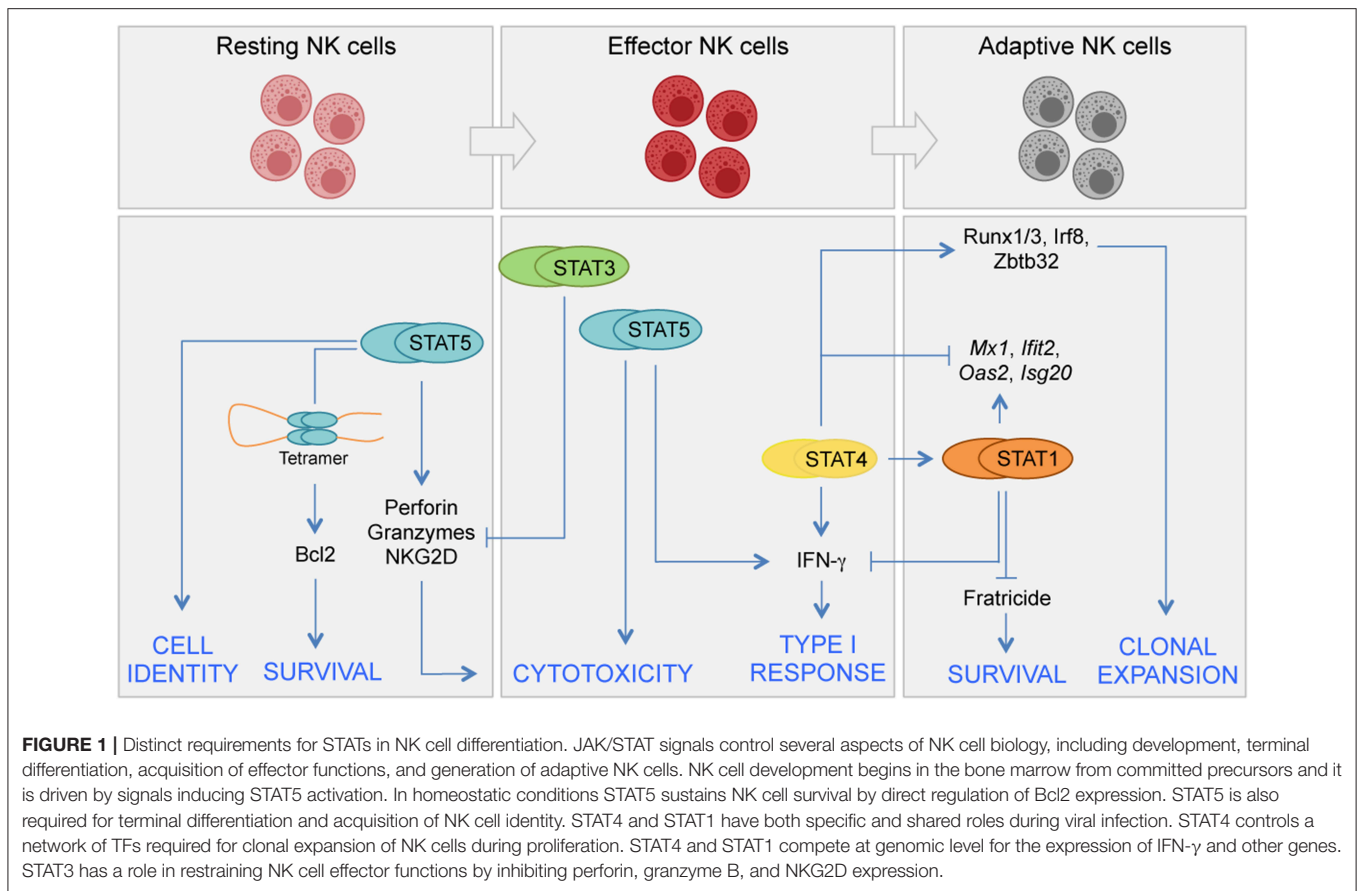 Resting NK cells
Effector NK cells
Adaptive NK cells
STAT5
Tetramer
Bcl2
Perforin
Granzymes
NKG2D
CELL
IDENTITY
SURVIVAL
STAT3
STAT5
STAT4
IFN-γ
CYTOTOXICITY
TYPE I
RESPONSE
Runx1/3, Irf8,
Zbtb32
Mx1, Ifit2,
Oas2, Isg20
STAT1
Fratricide
SURVIVAL
CLONAL
EXPANSION
FIGURE 1 | Distinct requirements for STATs in NK cell differentiation. JAK/STAT signals control several aspects of NK cell biology, including development, terminal
differentiation, acquisition of effector functions, and generation of adaptive NK cells. NK cell development begins in the bone marrow from committed precursors and it
is driven by signals inducing STAT5 activation. In homeostatic conditions STAT5 sustains NK cell survival by direct regulation of Bcl2 expression. STAT5 is also
required for terminal differentiation and acquisition of NK cell identity. STAT4 and STAT1 have both specific and shared roles during viral infection. STAT4 controls a
network of TFs required for clonal expansion of NK cells during proliferation. STAT4 and STAT1 compete at genomic level for the expression of IFN-γ and other genes.
STAT3 has a role in restraining NK cell effector functions by inhibiting perforin, granzyme B, and NKG2D expression.